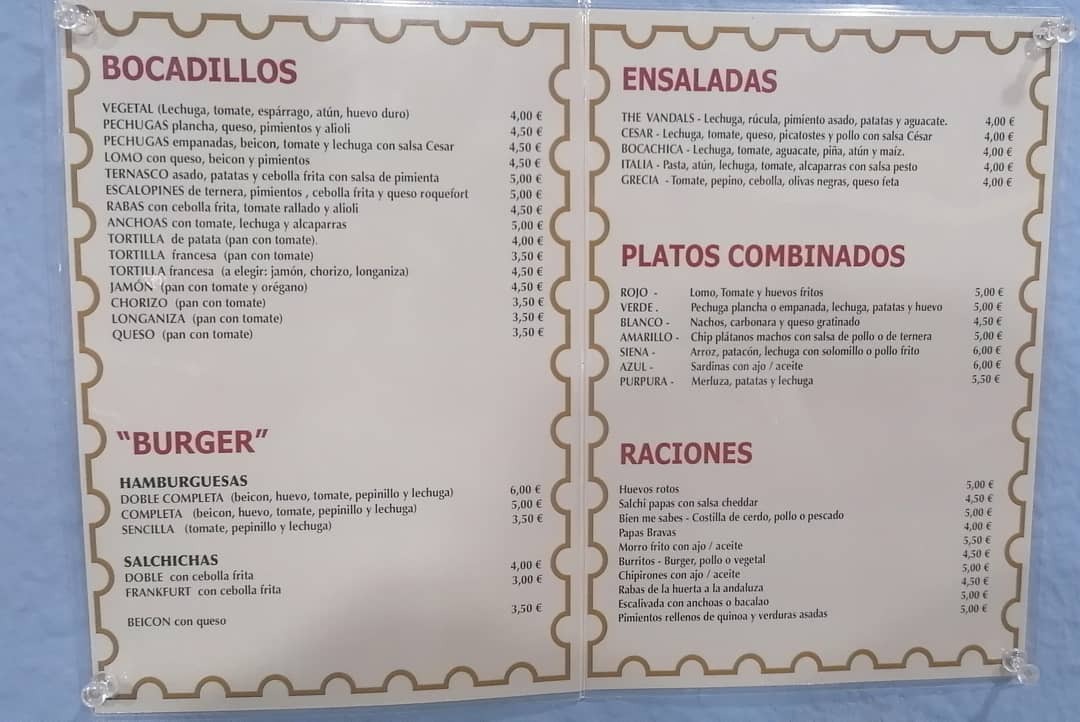 BOCADILLOS
VEGETAL (Lechuga, tomate, espárrago, atún, huevo duro) 4,00 €
PECHUGAS plancha, queso, pimientos y alioli 4,50 €
PECHUGAS empanadas, beicon, tomate y lechuga con salsa Cesar 4,50 €
LOMO con queso, beicon y pimientos 4,50 €
TERNASCO asado, patatas y cebolla frita con salsa de pimienta 5,00 €
ESCALOPINES de ternera, pimientos , cebolla frita y queso roquefort 5,00 €
RABAS con cebolla frita, tomate rallado y alioli 4,50 €
ANCHOAS con tomate, lechuga y alcaparras 5,00 €
TORTILLA de patata (pan con tomate). 4,00 €
TORTILLA francesa (pan con tomate) 3,50 €
TORTILLA francesa (a elegir: jamón, chorizo, longaniza) 4,50 €
JAMÓN (pan con tomate y orégano) 4,50 €
CHORIZO (pan con tomate) 3,50 €
LONGANIZA (pan con tomate) 3,50 €
QUESO (pan con tomate) 3,50 €
"BURGER"
HAMBURGUESAS
DOBLE COMPLETA (beicon, huevo, tomate, pepinillo y lechuga) 6,00 €
COMPLETA (beicon, huevo, tomate, pepinillo y lechuga) 5,00 €
SENCILLA (tomate, pepinillo y lechuga) 3,50 €
SALCHICHAS
DOBLE con cebolla frita 4,00 €
FRANKFURT con cebolla frita 3,00 €
BEICON con queso 3,50 €
ENSALADAS
THE VANDALS - Lechuga, rúcula, pimiento asado, patatas y aguacate. 4,00 €
CESAR - Lechuga, tomate, queso, picatostes y pollo con salsa César 4,00 €
BOCACHICA - Lechuga, tomate, aguacate, piña, atún y maíz. 4,00 €
ITALIA - Pasta, atún, lechuga, tomate, alcaparras con salsa pesto 4,00 €
GRECIA - Tomate, pepino, cebolla, olivas negras, queso feta 4,00 €
PLATOS COMBINADOS
ROJO - Lomo, Tomate y huevos fritos 5,00 €
VERDE . Pechuga plancha o empanada, lechuga, patatas y huevo 5,00 €
BLANCO - Nachos, carbonara y queso gratinado 4,50 €
AMARILLO - Chip plátanos machos con salsa de pollo o de ternera 5,00 €
SIENA - Arroz, patacón, lechuga con solomillo o pollo frito 6,00 €
AZUL - Sardinas con ajo / aceite 6,00 €
PURPURA - Merluza, patatas y lechuga 5,50 €
RACIONES
Huevos rotos 5,00 €
Salchi papas con salsa cheddar 4,50 €
Bien me sabes - Costilla de cerdo, pollo o pescado 5,00 €
Papas Bravas 4,00 €
Morro frito con ajo / aceite 5,50 €
Burritos - Burger, pollo o vegetal 4,50 €
Chipirones con ajo / aceite 5,00 €
Rabas de la huerta a la andaluza 4,50 €
Escalivada con anchoas o bacalao 5,00 €
Pimientos rellenos de quinoa y verduras asadas 5,00 €